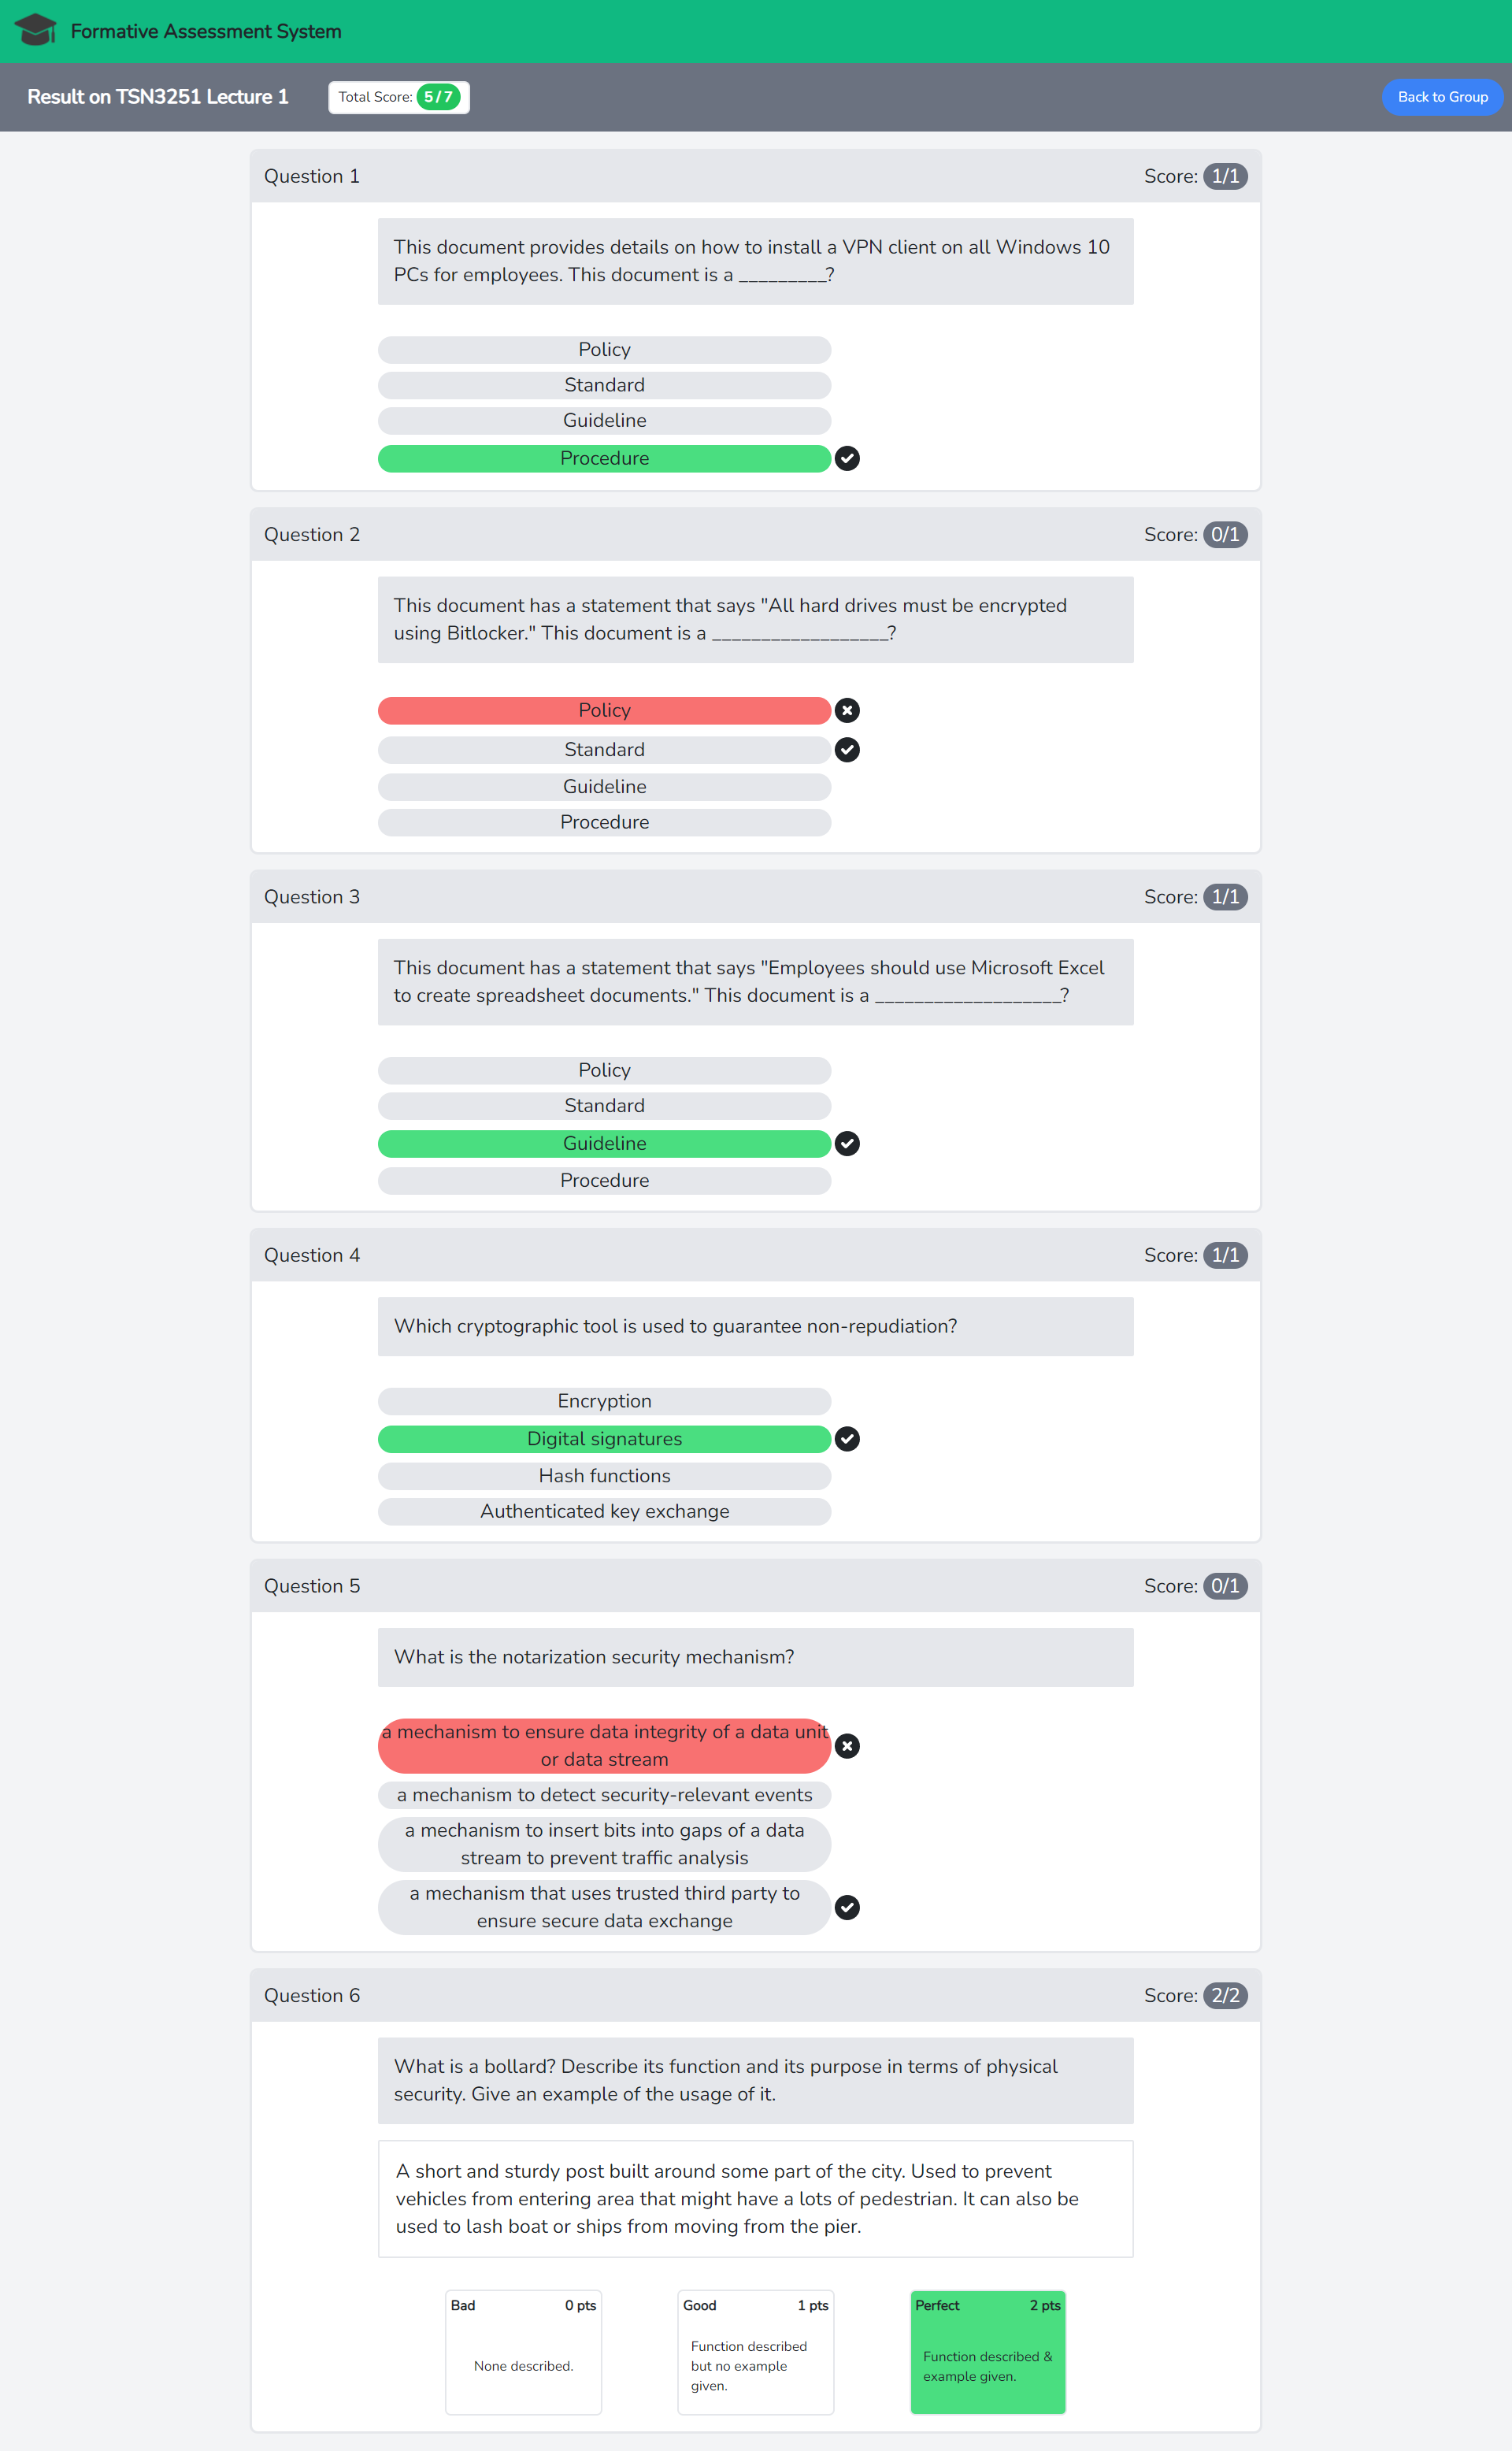 Formative Assessment System
Result on TSN3251 Lecture 1
Total Score: 5 / 7
Back to Group
Question 1
Score: 1/1
This document provides details on how to install a VPN client on all Windows 10
PCs for employees. This document is a _________?
Policy
Standard
Guideline
Procedure
Question 2
Score: 0/1
This document has a statement that says "All hard drives must be encrypted
using Bitlocker." This document is a __________________?
Policy
Standard
Guideline
Procedure
Question 3
Score: 1/1
This document has a statement that says "Employees should use Microsoft Excel
to create spreadsheet documents." This document is a ___________________?
Policy
Standard
Guideline
Procedure
Question 4
Score: 1/1
Which cryptographic tool is used to guarantee non-repudiation?
Encryption
Digital signatures
Hash functions
Authenticated key exchange
Question 5
Score: 0/1
What is the notarization security mechanism?
a mechanism to ensure data integrity of a data unit
or data stream
a mechanism to detect security-relevant events
a mechanism to insert bits into gaps of a data
stream to prevent traffic analysis
a mechanism that uses trusted third party to
ensure secure data exchange
Question 6
Score: 2/2
What is a bollard? Describe its function and its purpose in terms of physical
security. Give an example of the usage of it.
A short and sturdy post built around some part of the city. Used to prevent
vehicles from entering area that might have a lots of pedestrian. It can also be
used to lash boat or ships from moving from the pier.
Bad 0 pts
None described.
Good 1 pts
Function described
but no example
given.
Perfect 2 pts
Function described &
example given.